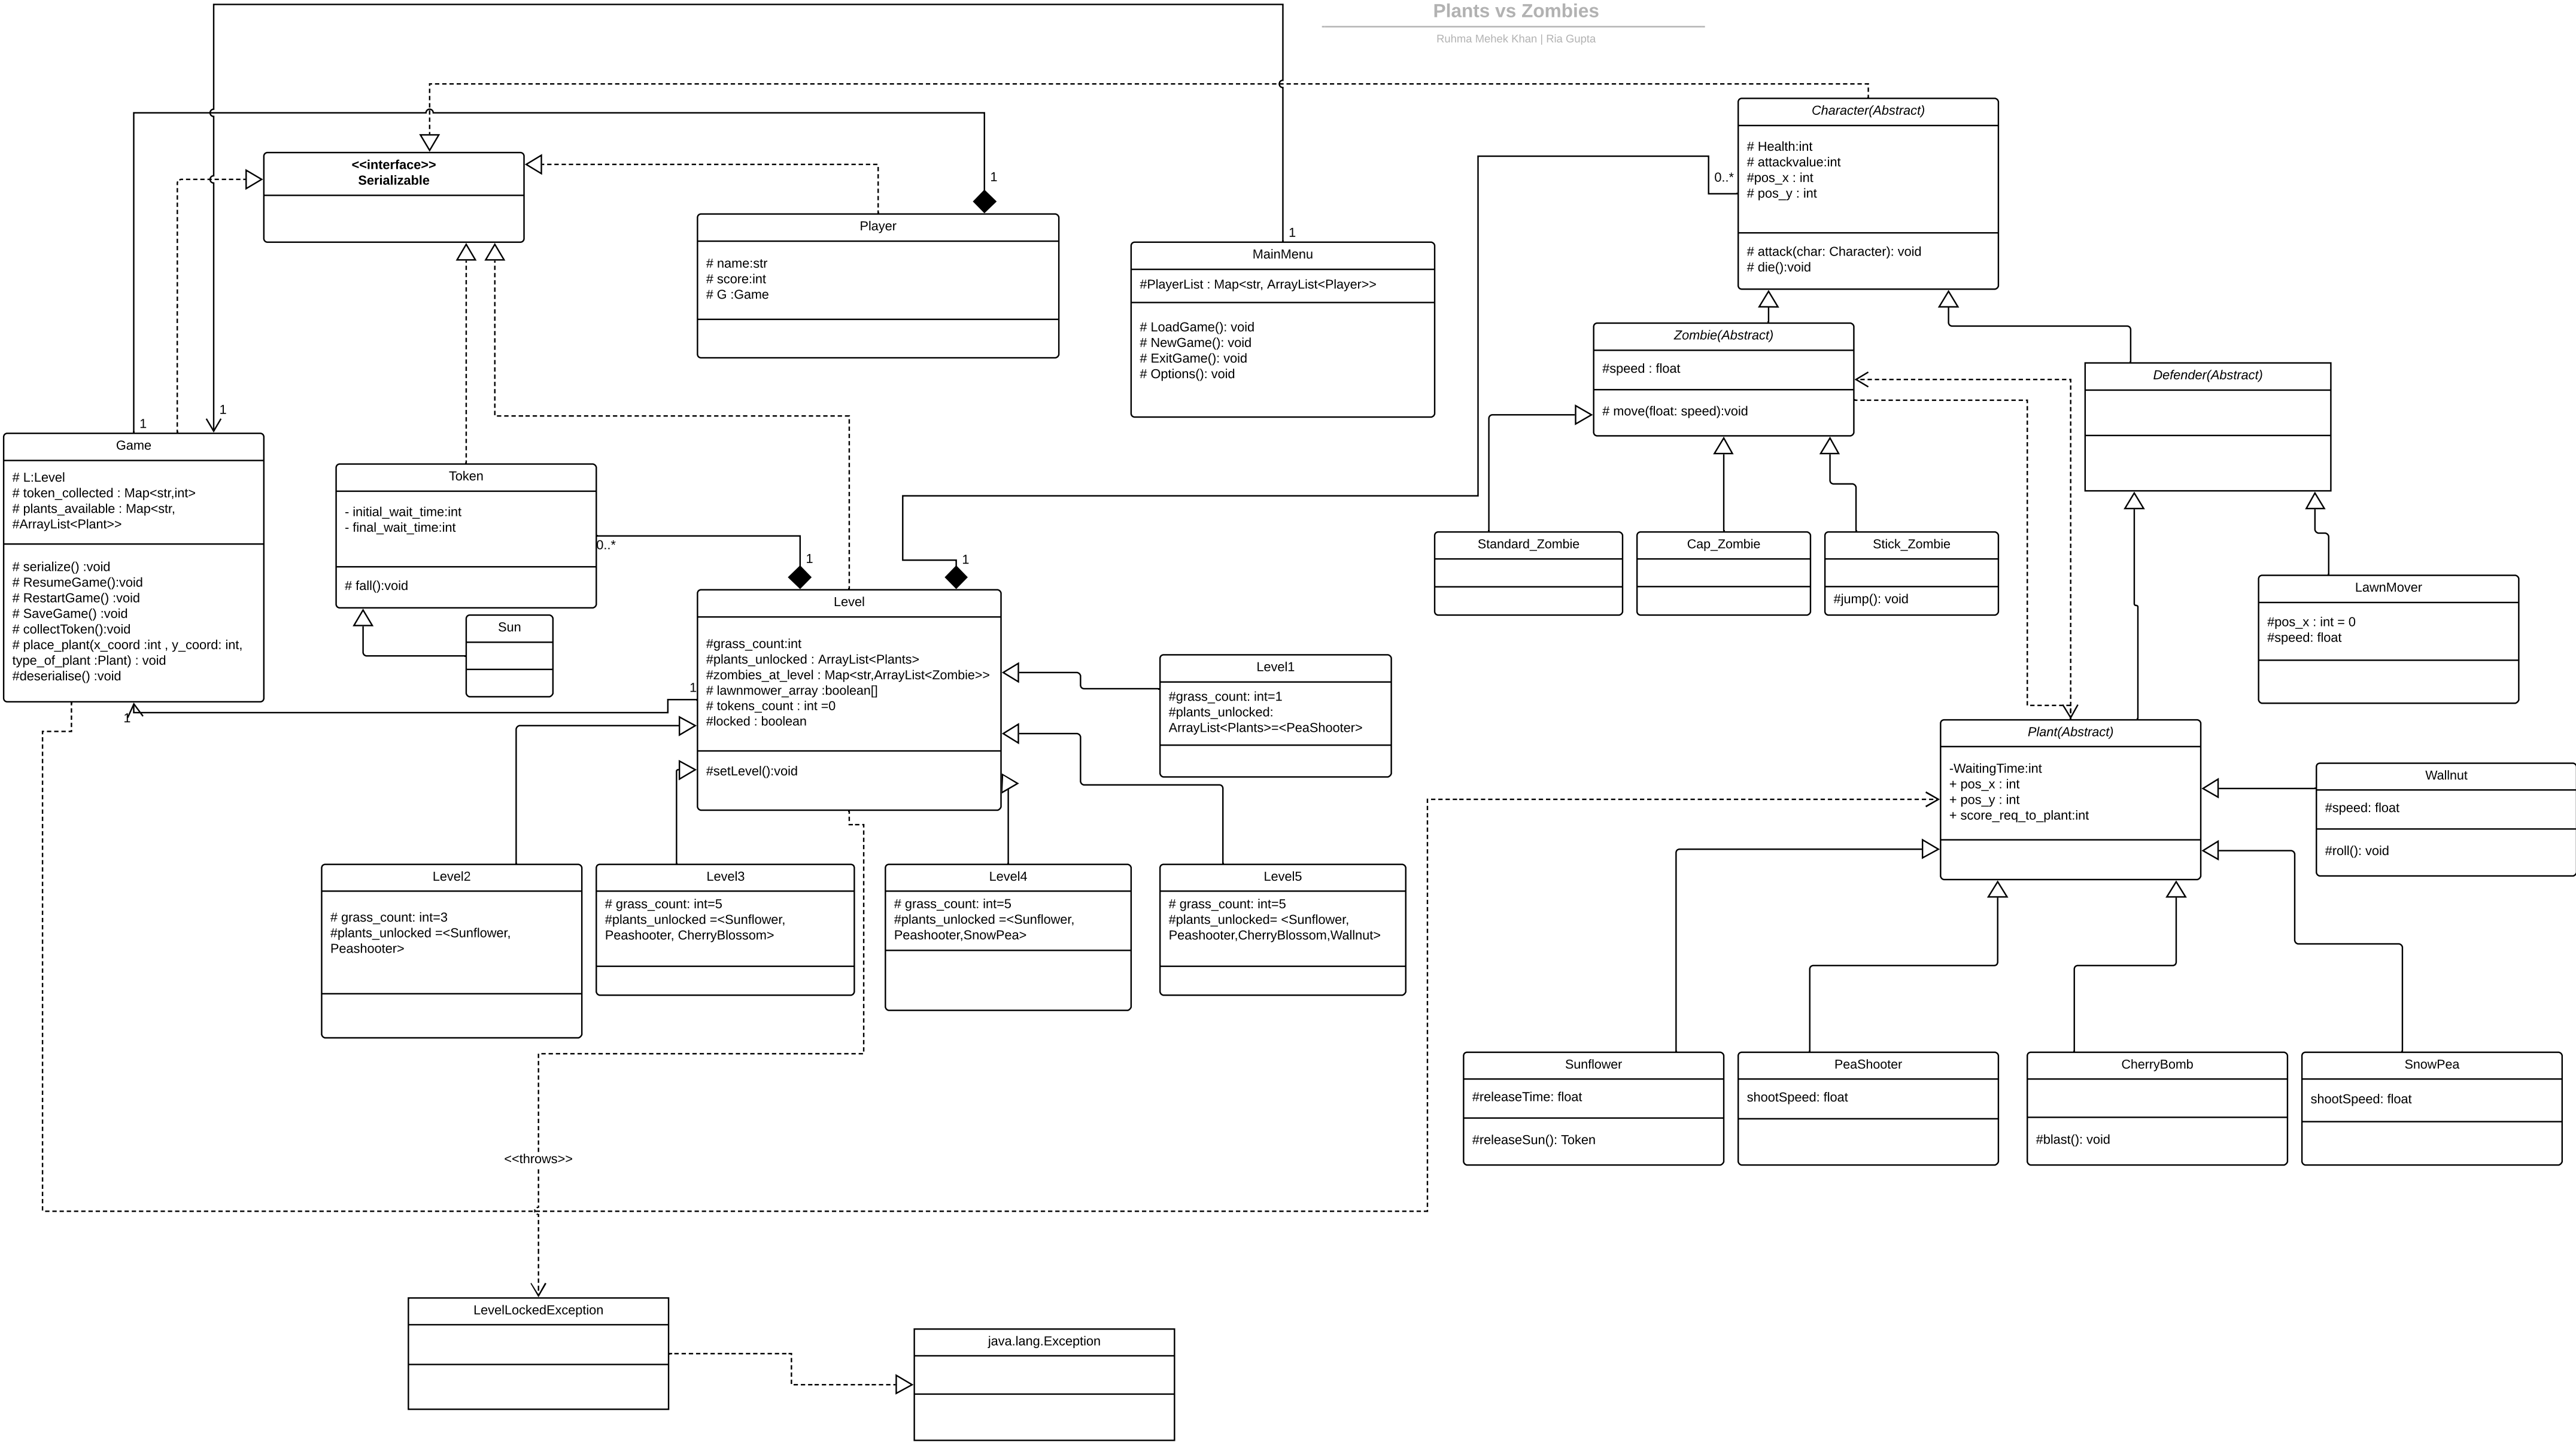 Plants vs Zombies
Ruhma Mehek Khan | Ria Gupta
Character(Abstract)
# Health:int
# attackvalue:int
#pos_x : int
# pos_y : int
# attack(char: Character): void
# die():void
0..*
<<interface>>
Serializable
1
Player
# name:str
# score:int
# G :Game
1
MainMenu
#PlayerList : Map<str, ArrayList<Player>>
# LoadGame(): void
# NewGame(): void
# ExitGame(): void
# Options(): void
Zombie(Abstract)
#speed : float
# move(float: speed):void
Defender(Abstract)
1
1
Game
# L:Level
# token_collected : Map<str,int>
# plants_available : Map<str,
#ArrayList<Plant>>
# serialize() :void
# ResumeGame():void
# RestartGame() :void
# SaveGame() :void
# collectToken():void
# place_plant(x_coord :int , y_coord: int,
type_of_plant :Plant) : void
#deserialise() :void
1
Token
- initial_wait_time:int
- final_wait_time:int
# fall():void
0..*
1
1
Sun
Standard_Zombie
Cap_Zombie
Stick_Zombie
#jump(): void
LawnMover
#pos_x : int = 0
#speed: float
Level
#grass_count:int
#plants_unlocked : ArrayList<Plants>
#zombies_at_level : Map<str,ArrayList<Zombie>>
# lawnmower_array :boolean[]
# tokens_count : int =0
#locked : boolean
#setLevel():void
1
Level1
#grass_count: int=1
#plants_unlocked:
ArrayList<Plants>=<PeaShooter>
Plant(Abstract)
-WaitingTime:int
+ pos_x : int
+ pos_y : int
+ score_req_to_plant:int
Wallnut
#speed: float
#roll(): void
Level2
# grass_count: int=3
#plants_unlocked =<Sunflower,
Peashooter>
Level3
# grass_count: int=5
#plants_unlocked =<Sunflower,
Peashooter, CherryBlossom>
Level4
# grass_count: int=5
#plants_unlocked =<Sunflower,
Peashooter,SnowPea>
Level5
# grass_count: int=5
#plants_unlocked= <Sunflower,
Peashooter,CherryBlossom,Wallnut>
Sunflower
#releaseTime: float
#releaseSun(): Token
PeaShooter
shootSpeed: float
CherryBomb
#blast(): void
SnowPea
shootSpeed: float
<<throws>>
LevelLockedException
java.lang.Exception